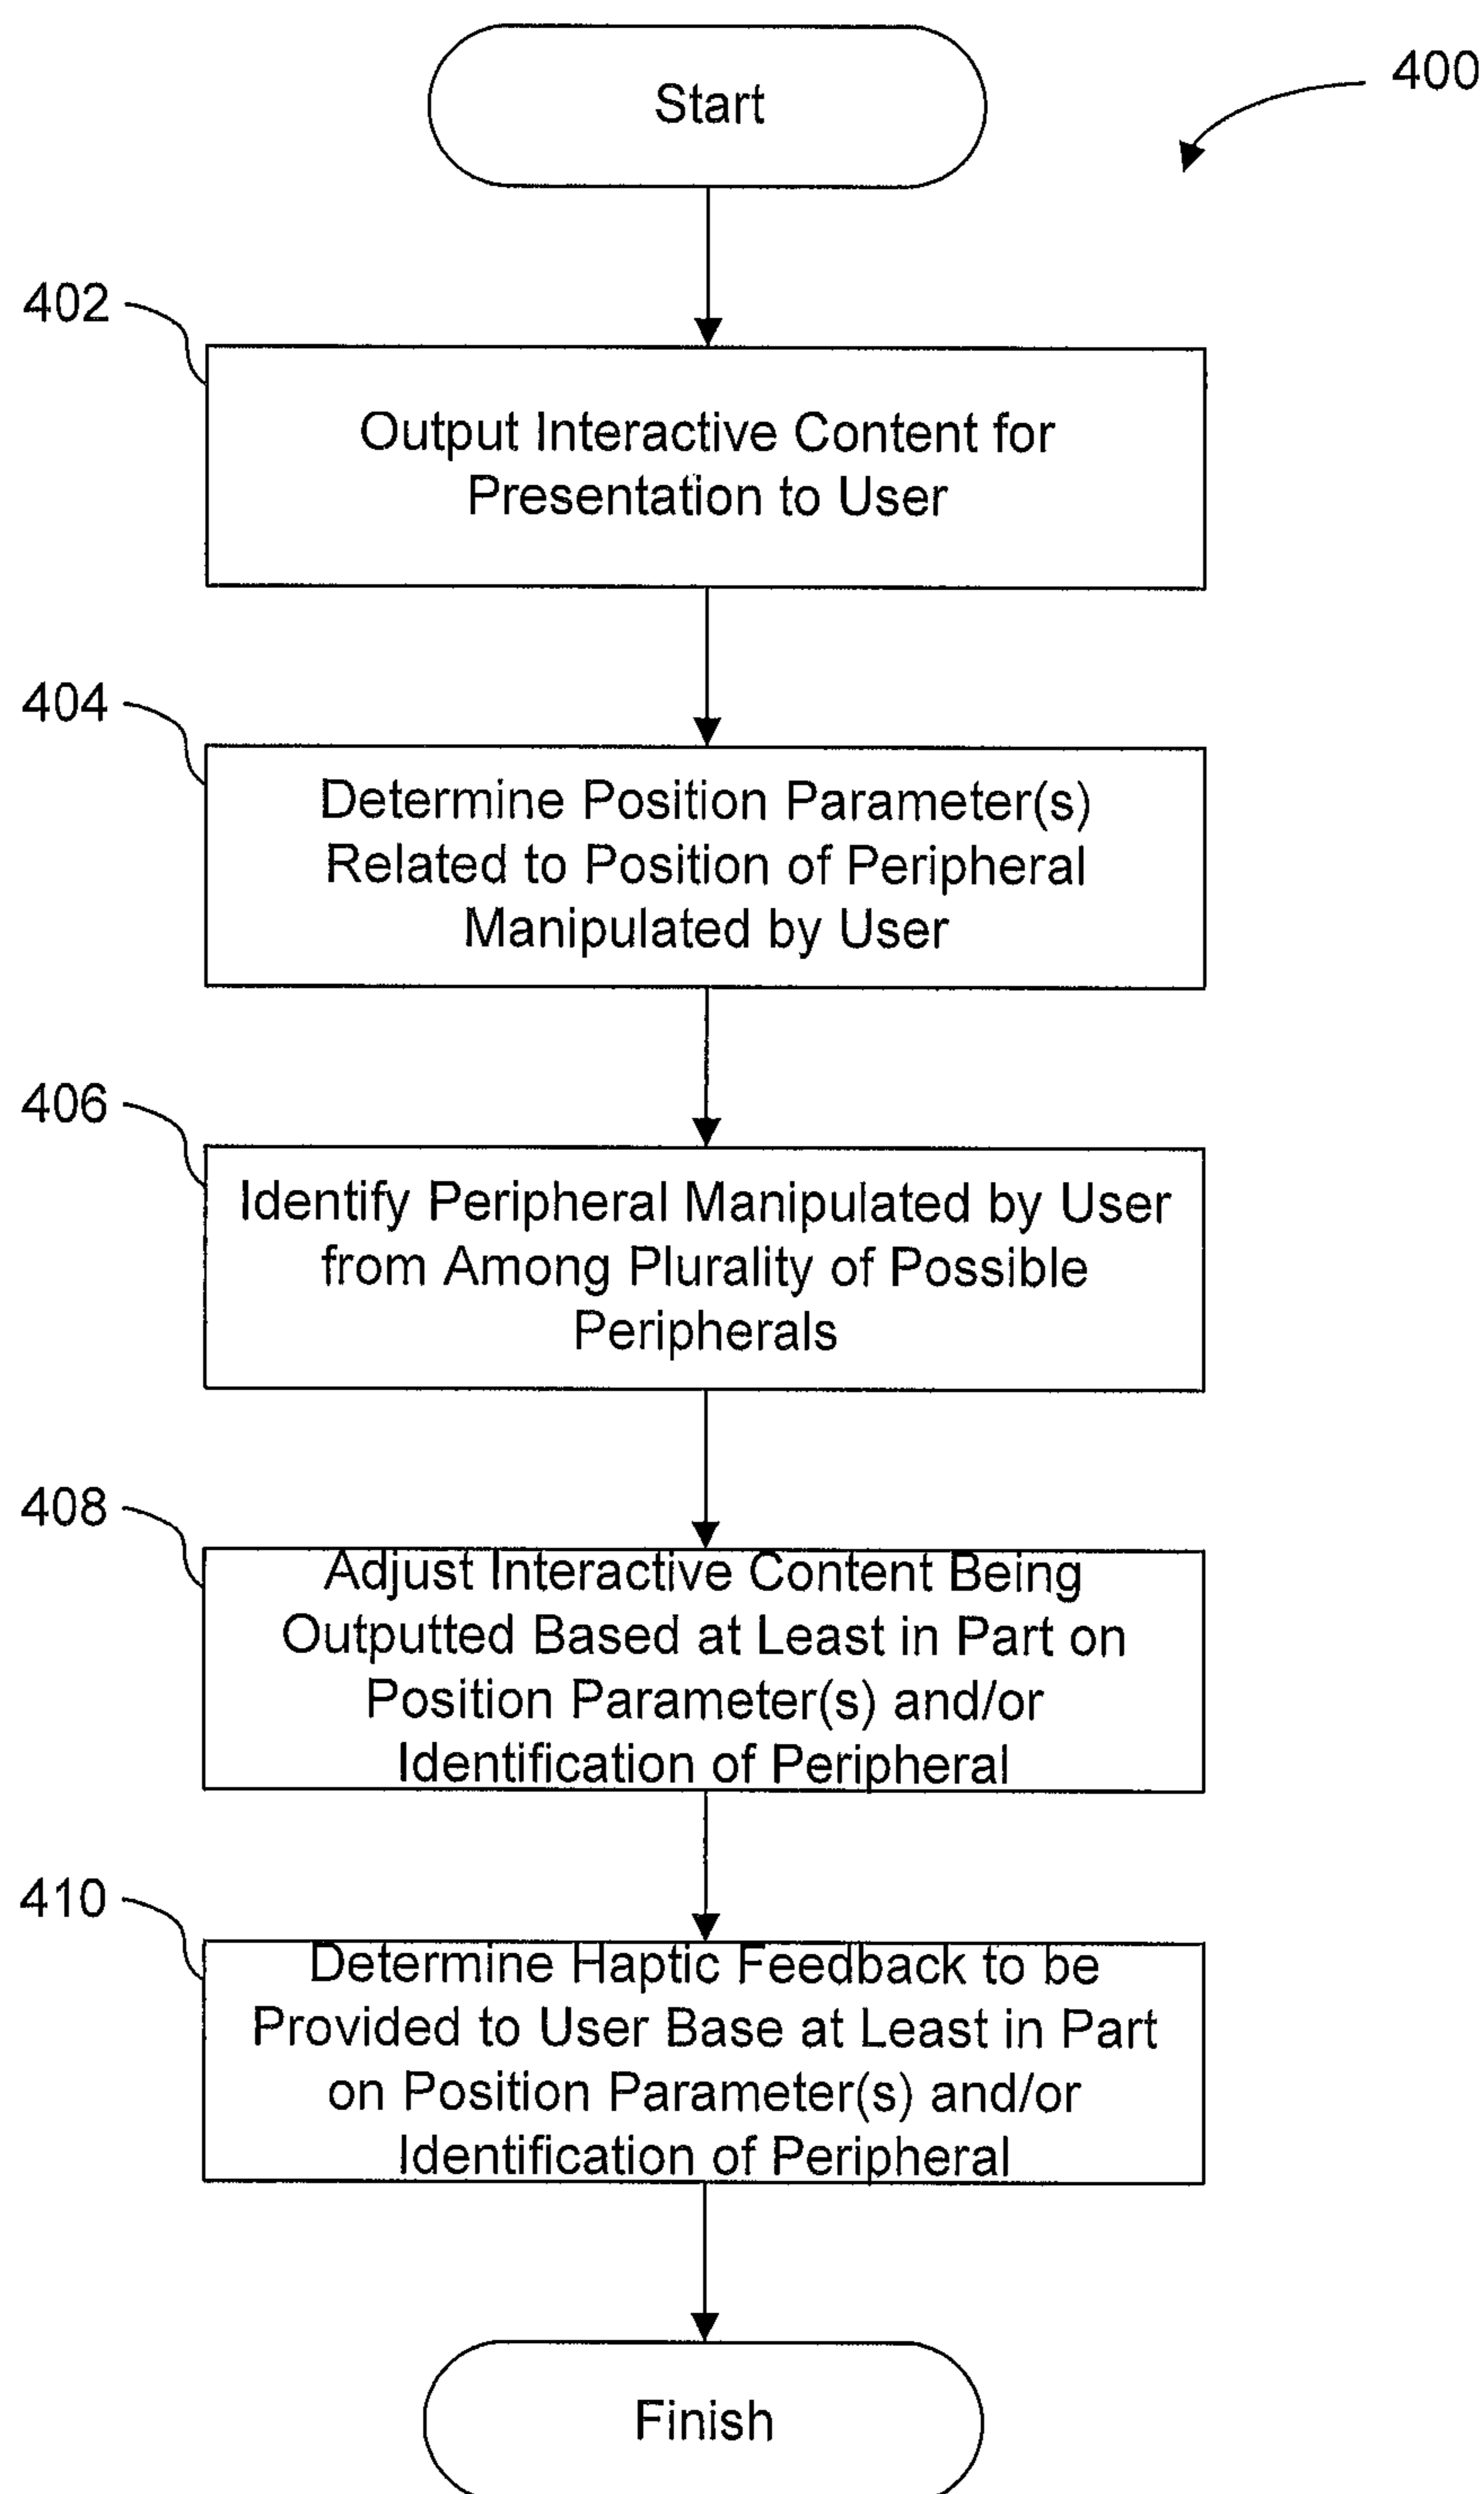 Start
400
402
Output Interactive Content for
Presentation to User
404
Determine Position Parameter(s)
Related to Position of Peripheral
Manipulated by User
406
Identify Peripheral Manipulated by User
from Among Plurality of Possible
Peripherals
408
Adjust Interactive Content Being
Outputted Based at Least in Part on
Position Parameter(s) and/or
Identification of Peripheral
410
Determine Haptic Feedback to be
Provided to User Base at Least in Part
on Position Parameter(s) and/or
Identification of Peripheral
Finish